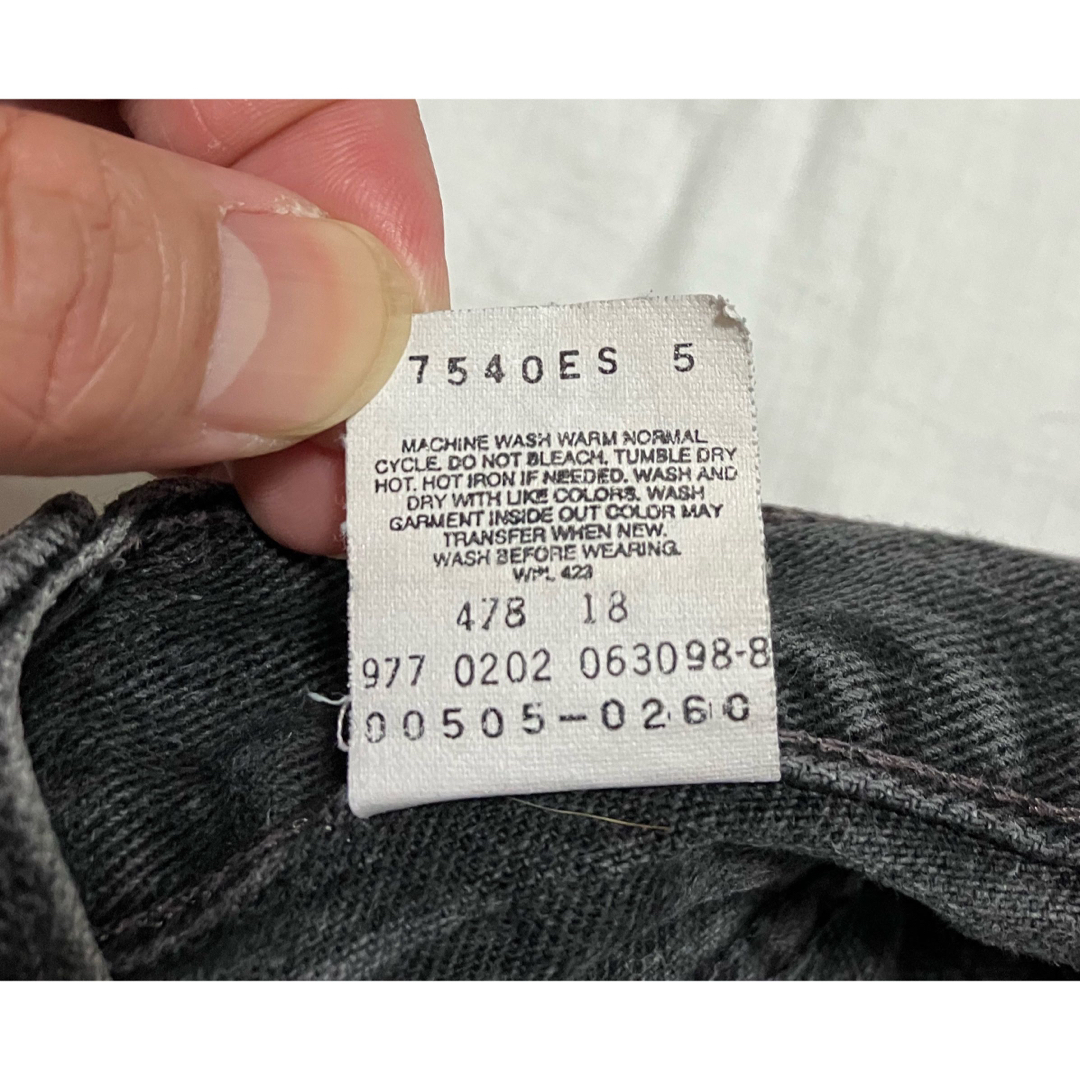 7540ES 5
MACHINE WASH WARM NORMAL
CYCLE. DO NOT BLEACH. TUMBLE DRY
HOT. HOT IRON IF NEEDED. WASH AND
DRY WITH LIKE COLORS. WASH
GARMENT INSIDE OUT COLOR MAY
TRANSFER WHEN NEW.
WASH BEFORE WEARING.
WPL 423
478 18
977 0202 063098-8
00505-0260